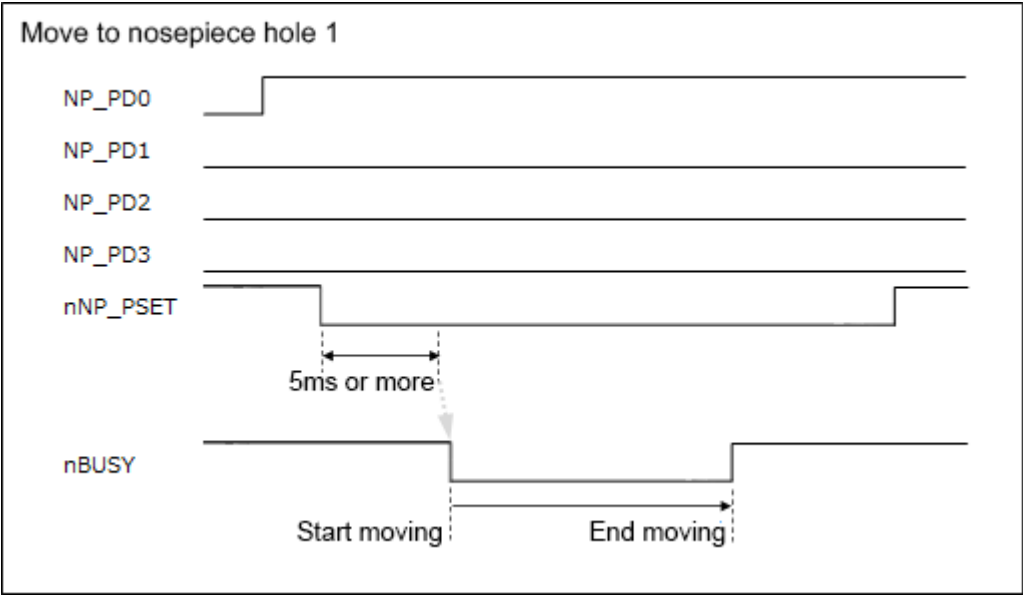 Move to nosepiece hole 1
NP_PD0
NP_PD1
NP_PD2
NP_PD3
nNP_PSET
5ms or more
nBUSY
Start moving
End moving